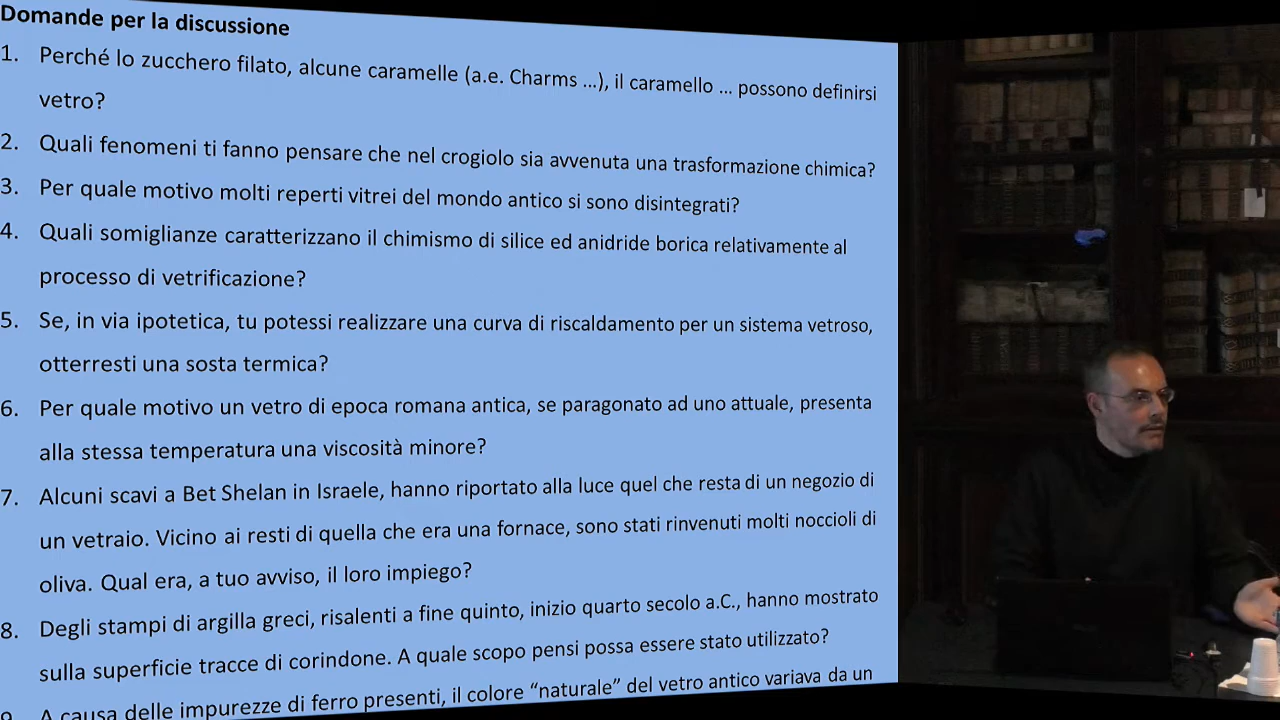 Domande per la discussione
1. Perché lo zucchero filato, alcune caramelle (a.e. Charms ...), il caramello ... possono definirsi
vetro?
2. Quali fenomeni ti fanno pensare che nel crogiolo sia avvenuta una trasformazione chimica?
3. Per quale motivo molti reperti vitrei del mondo antico si sono disintegrati?
4. Quali somiglianze caratterizzano il chimismo di silice ed anidride borica relativamente al
processo di vetrificazione?
5. Se, in via ipotetica, tu potessi realizzare una curva di riscaldamento per un sistema vetroso,
otterresti una sosta termica?
6. Per quale motivo un vetro di epoca romana antica, se paragonato ad uno attuale, presenta
alla stessa temperatura una viscosità minore?
7. Alcuni scavi a Bet Shelan in Israele, hanno riportato alla luce quel che resta di un negozio di
un vetraio. Vicino ai resti di quella che era una fornace, sono stati rinvenuti molti noccioli di
oliva. Qual era, a tuo avviso, il loro impiego?
8. Degli stampi di argilla greci, risalenti a fine quinto, inizio quarto secolo a.C., hanno mostrato
sulla superficie tracce di corindone. A quale scopo pensi possa essere stato utilizzato?
9. A causa delle impurezze di ferro presenti, il colore “naturale” del vetro antico variava da un